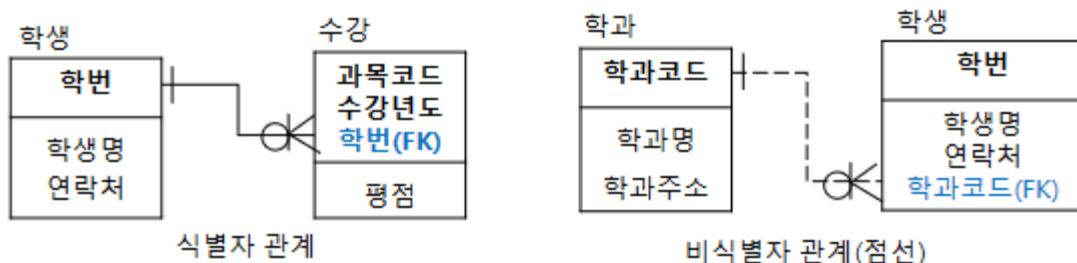 학생
학번
학생명
연락처
수강
과목코드
수강년도
학번(FK)
평점
식별자 관계
학과
학과코드
학과명
학과주소
학생
학번
학생명
연락처
학과코드(FK)
비식별자 관계(점선)